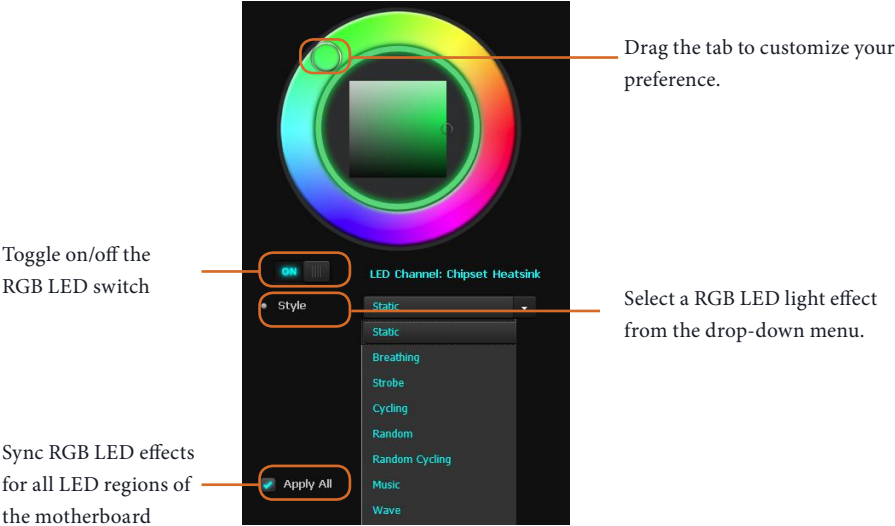 Drag the tab to customize your
preference.
Toggle on/off the
RGB LED switch
ON
LED Channel: Chipset Heatsink
Style
Static
Select a RGB LED light effect
from the drop-down menu.
Static
Breathing
Strobe
Cycling
Random
Random Cycling
Music
Wave
Sync RGB LED effects
for all LED regions of
the motherboard
Apply All